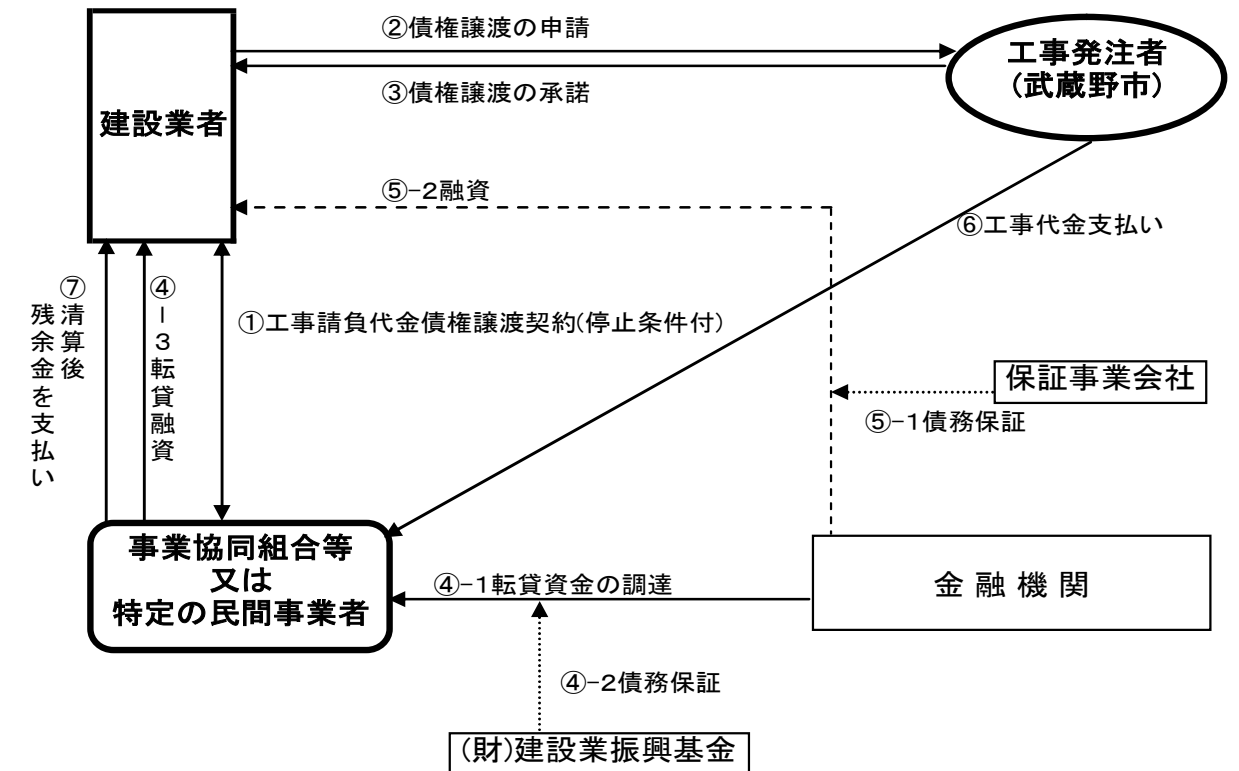 ②債権譲渡の申請
工事発注者
(武蔵野市)
③債権譲渡の承諾
建設業者
⑤-2融資
⑥工事代金支払い
⑦清算後
残余金を支払い
④-3転貸融資
①工事請負代金債権譲渡契約(停止条件付)
保証事業会社
⑤-1債務保証
事業協同組合等
又は
特定の民間事業者
④-1転貸資金の調達
金融機関
④-2債務保証
(財)建設業振興基金